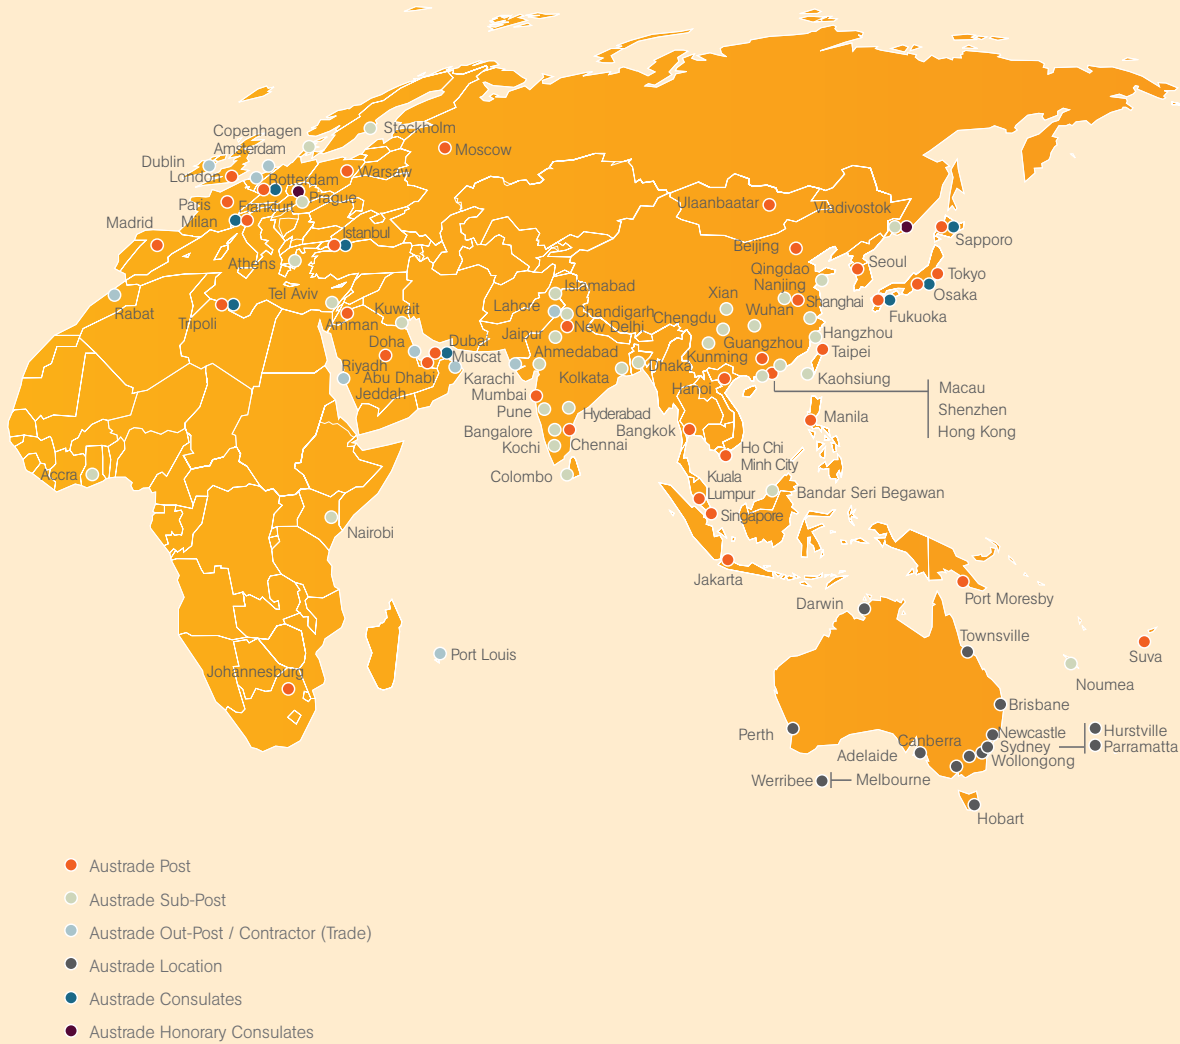 Copenhagen
Stockholm
Amsterdam
Dublin
Moscow
London
Rotterdam
Warsaw
Paris
Frankfurt
Prague
Madrid
Milan
Istanbul
Athens
Ulaanbaatar
Vladivostok
Sapporo
Beijing
Seoul
Qingdao
Tokyo
Nanjing
Osaka
Tel Aviv
Islamabad
Xian
Shanghai
Rabat
Tripoli
Kuwait
Lahore
Chandigarh
Chengdu
Wuhan
Fukuoka
Amman
New Delhi
Jaipur
Hangzhou
Doha
Dubai
Guangzhou
Muscat
Ahmedabad
Kunming
Taipei
Riyadh
Abu Dhabi
Karachi
Kolkata
Dhaka
Kaohsiung
Jeddah
Mumbai
Hanoi
Macau
Pune
Hyderabad
Shenzhen
Manila
Bangalore
Bangkok
Hong Kong
Kochi
Chennai
Ho Chi
Minh City
Accra
Colombo
Kuala
Lumpur
Bandar Seri Begawan
Singapore
Nairobi
Jakarta
Port Moresby
Darwin
Townsville
Port Louis
Suva
Johannesburg
Noumea
Brisbane
Perth
Newcastle
Hurstville
Canberra
Sydney
Parramatta
Adelaide
Wollongong
Werribee
Melbourne
Hobart
Austrade Post
Austrade Sub-Post
Austrade Out-Post / Contractor (Trade)
Austrade Location
Austrade Consulates
Austrade Honorary Consulates